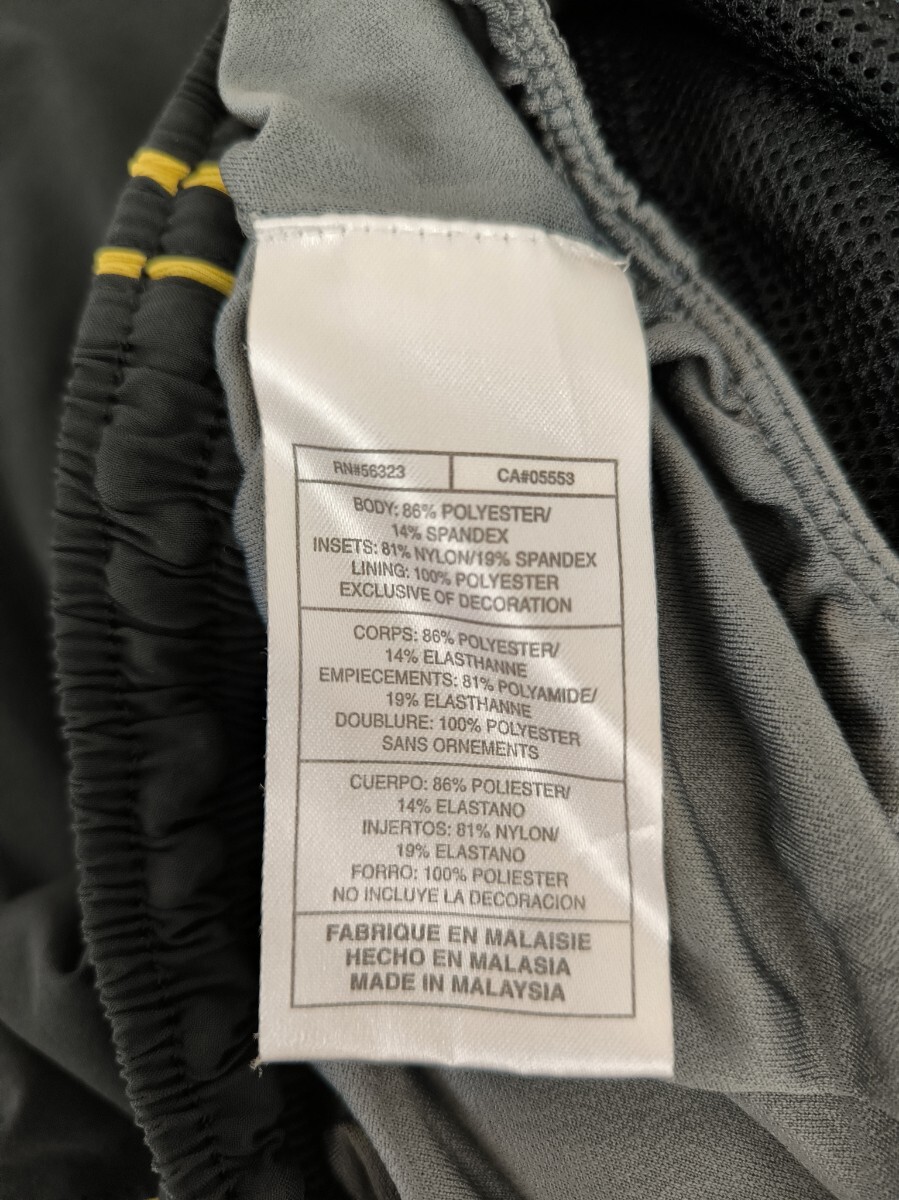 RN#56323
CA#05553
BODY: 86% POLYESTER/
14% SPANDEX
INSETS: 81% NYLON/19% SPANDEX
LINING: 100% POLYESTER
EXCLUSIVE OF DECORATION
CORPS: 86% POLYESTER/
14% ELASTHANNE
EMPIECEMENTS: 81% POLYAMIDE/
19% ELASTHANNE
DOUBLURE: 100% POLYESTER
SANS ORNEMENTS
CUERPO: 86% POLIESTER/
14% ELASTANO
INJERTOS: 81% NYLON/
19% ELASTANO
FORRO: 100% POLIESTER
NO INCLUYE LA DECORACION
FABRIQUE EN MALAISIE
HECHO EN MALASIA
MADE IN MALAYSIA